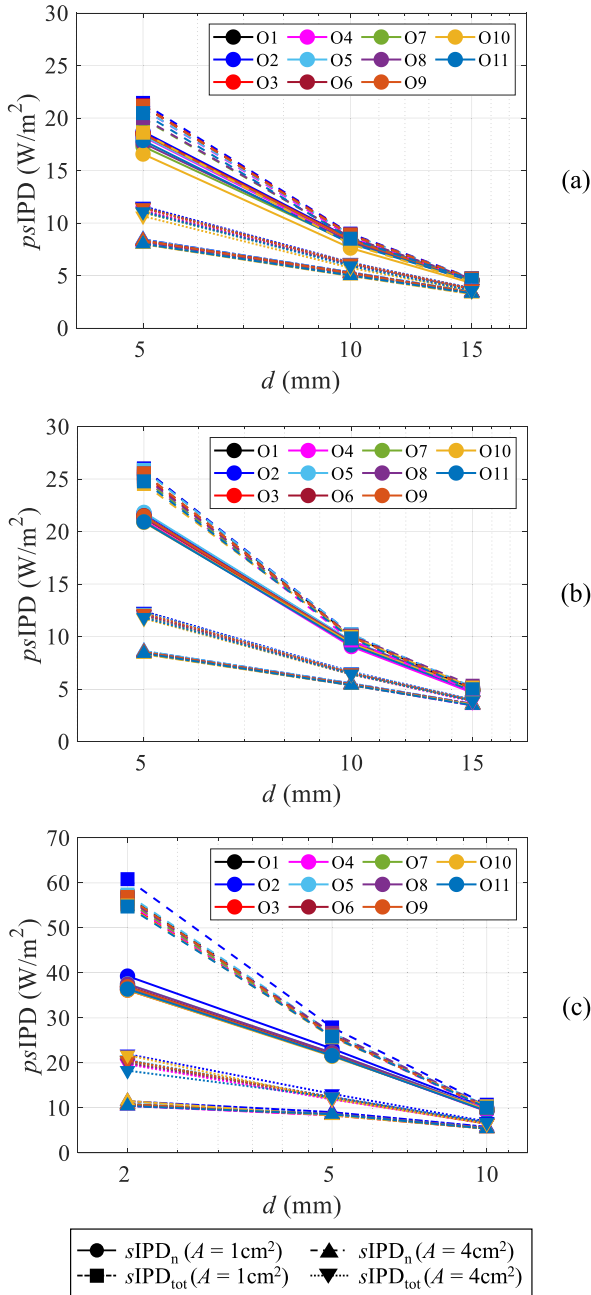 30
25
20
15
10
5
0
psIPD (W/m²)
O1 O4 O7 O10
O2 O5 O8 O11
O3 O6 O9
5 10 15
d (mm)
(a)
30
25
20
15
10
5
0
psIPD (W/m²)
O1 O4 O7 O10
O2 O5 O8 O11
O3 O6 O9
5 10 15
d (mm)
(b)
70
60
50
40
30
20
10
0
psIPD (W/m²)
O1 O4 O7 O10
O2 O5 O8 O11
O3 O6 O9
2 5 10
d (mm)
(c)
sIPDₙ (A = 1cm²) sIPDₙ (A = 4cm²)
sIPDtot (A = 1cm²) sIPDtot (A = 4cm²)